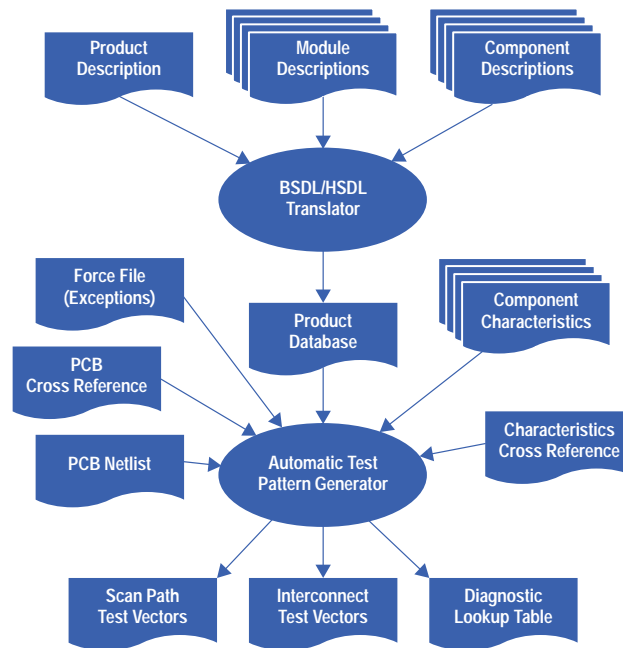 Product
Description
Module
Descriptions
Component
Descriptions
BSDL/HSDL
Translator
Force File
(Exceptions)
Product
Database
Component
Characteristics
PCB
Cross Reference
PCB Netlist
Automatic Test
Pattern Generator
Characteristics
Cross Reference
Scan Path
Test Vectors
Interconnect
Test Vectors
Diagnostic
Lookup Table